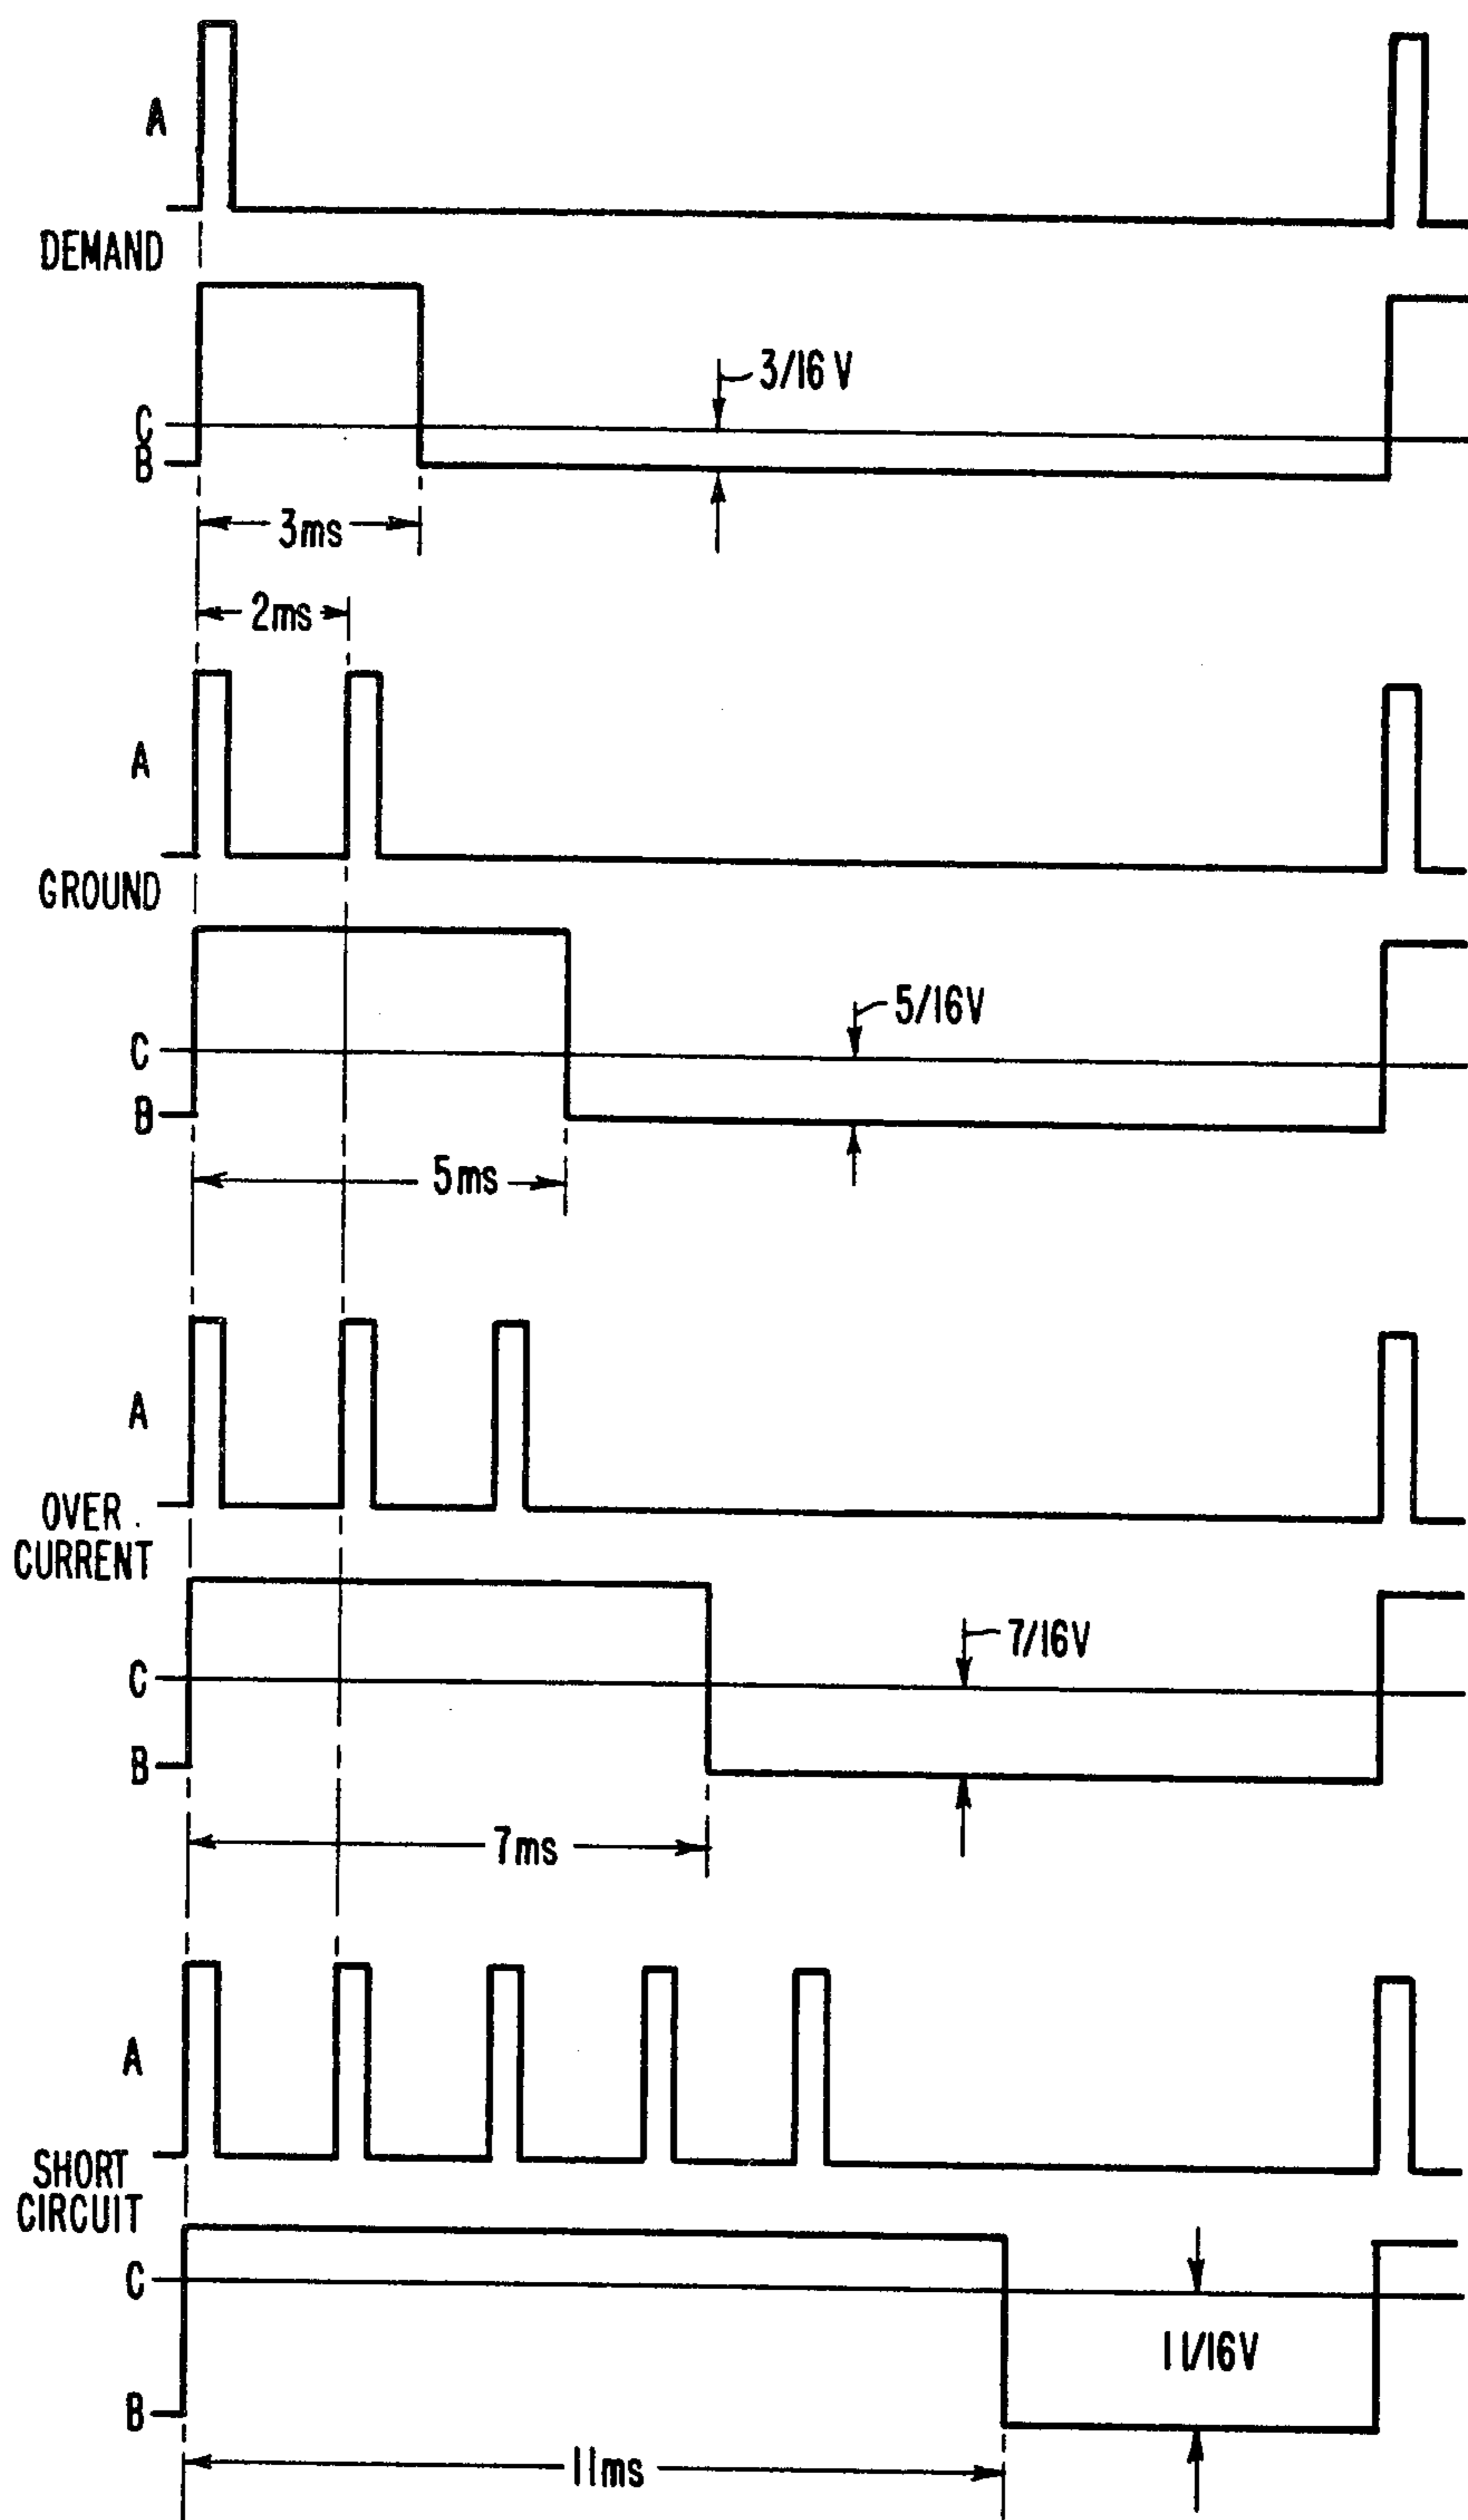 A
DEMAND
3/16 V
C
B
3ms
2ms
A
GROUND
5/16V
C
B
5ms
A
OVER
CURRENT
7/16V
C
B
7ms
A
SHORT
CIRCUIT
C
11/16V
B
11ms